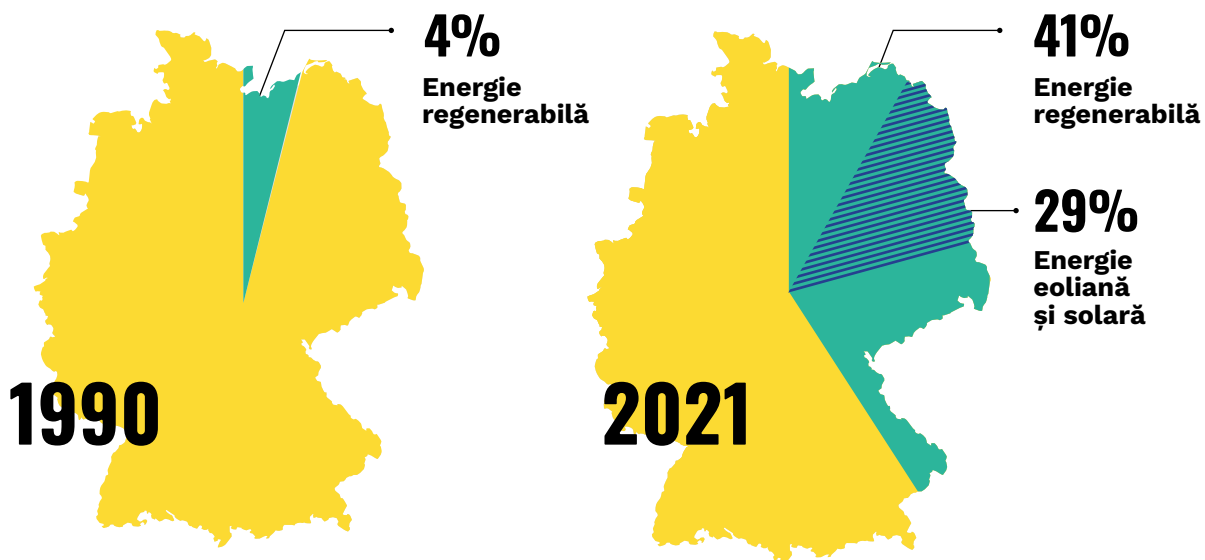 4%
Energie
regenerabilă
1990
41%
Energie
regenerabilă
29%
Energie
eoliană
și solară
2021